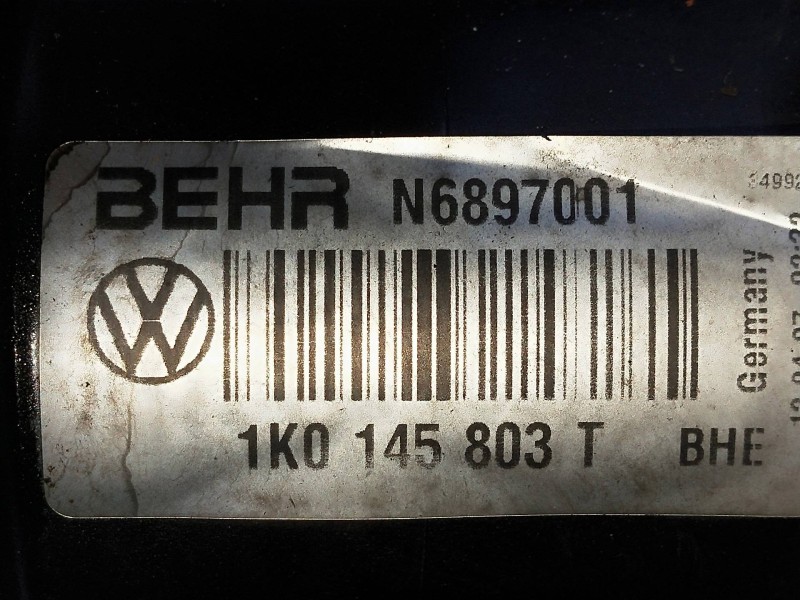 BEHR N6897001
1K0 145 803 T BHE
Germany